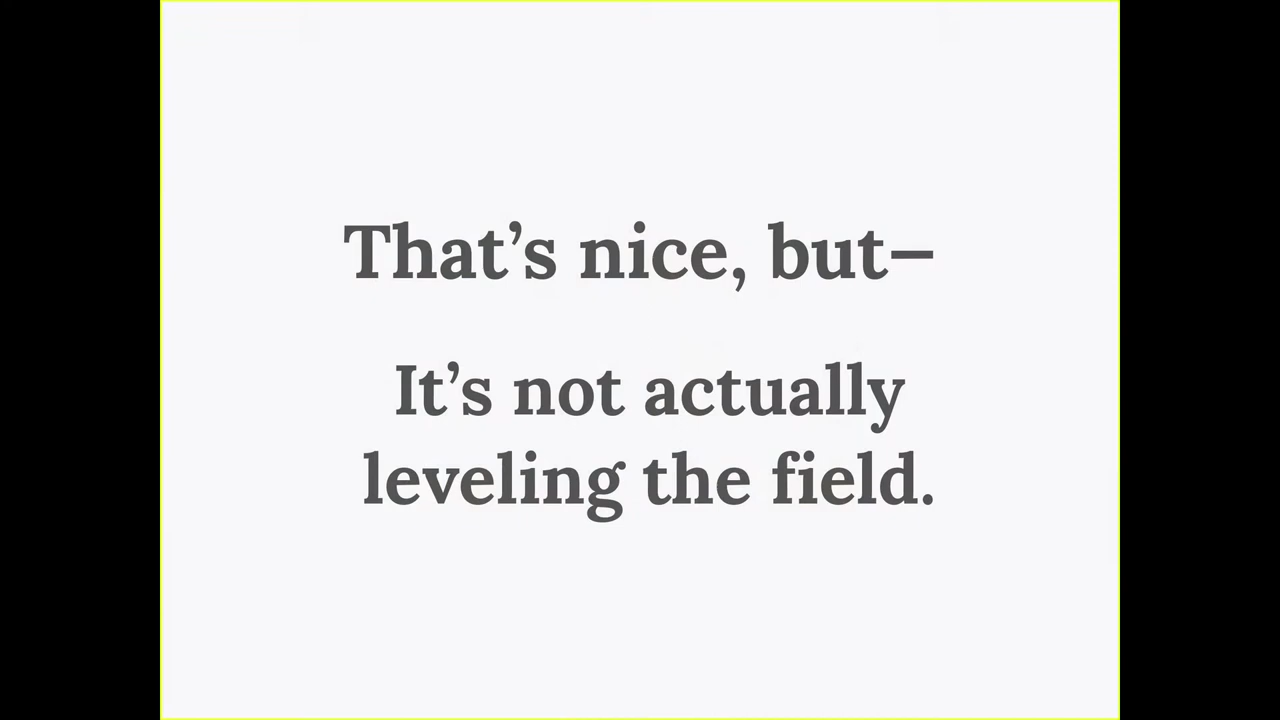 That’s nice, but—
It’s not actually
leveling the field.